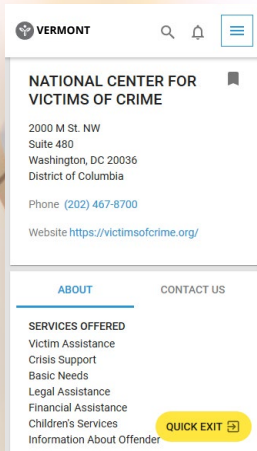 VERMONT
NATIONAL CENTER FOR
VICTIMS OF CRIME
2000 M St. NW
Suite 480
Washington, DC 20036
District of Columbia
Phone (202) 467-8700
Website https://victimsofcrime.org/
ABOUT CONTACT US
SERVICES OFFERED
Victim Assistance
Crisis Support
Basic Needs
Legal Assistance
Financial Assistance
Children's Services
QUICK EXIT
Information About Offender